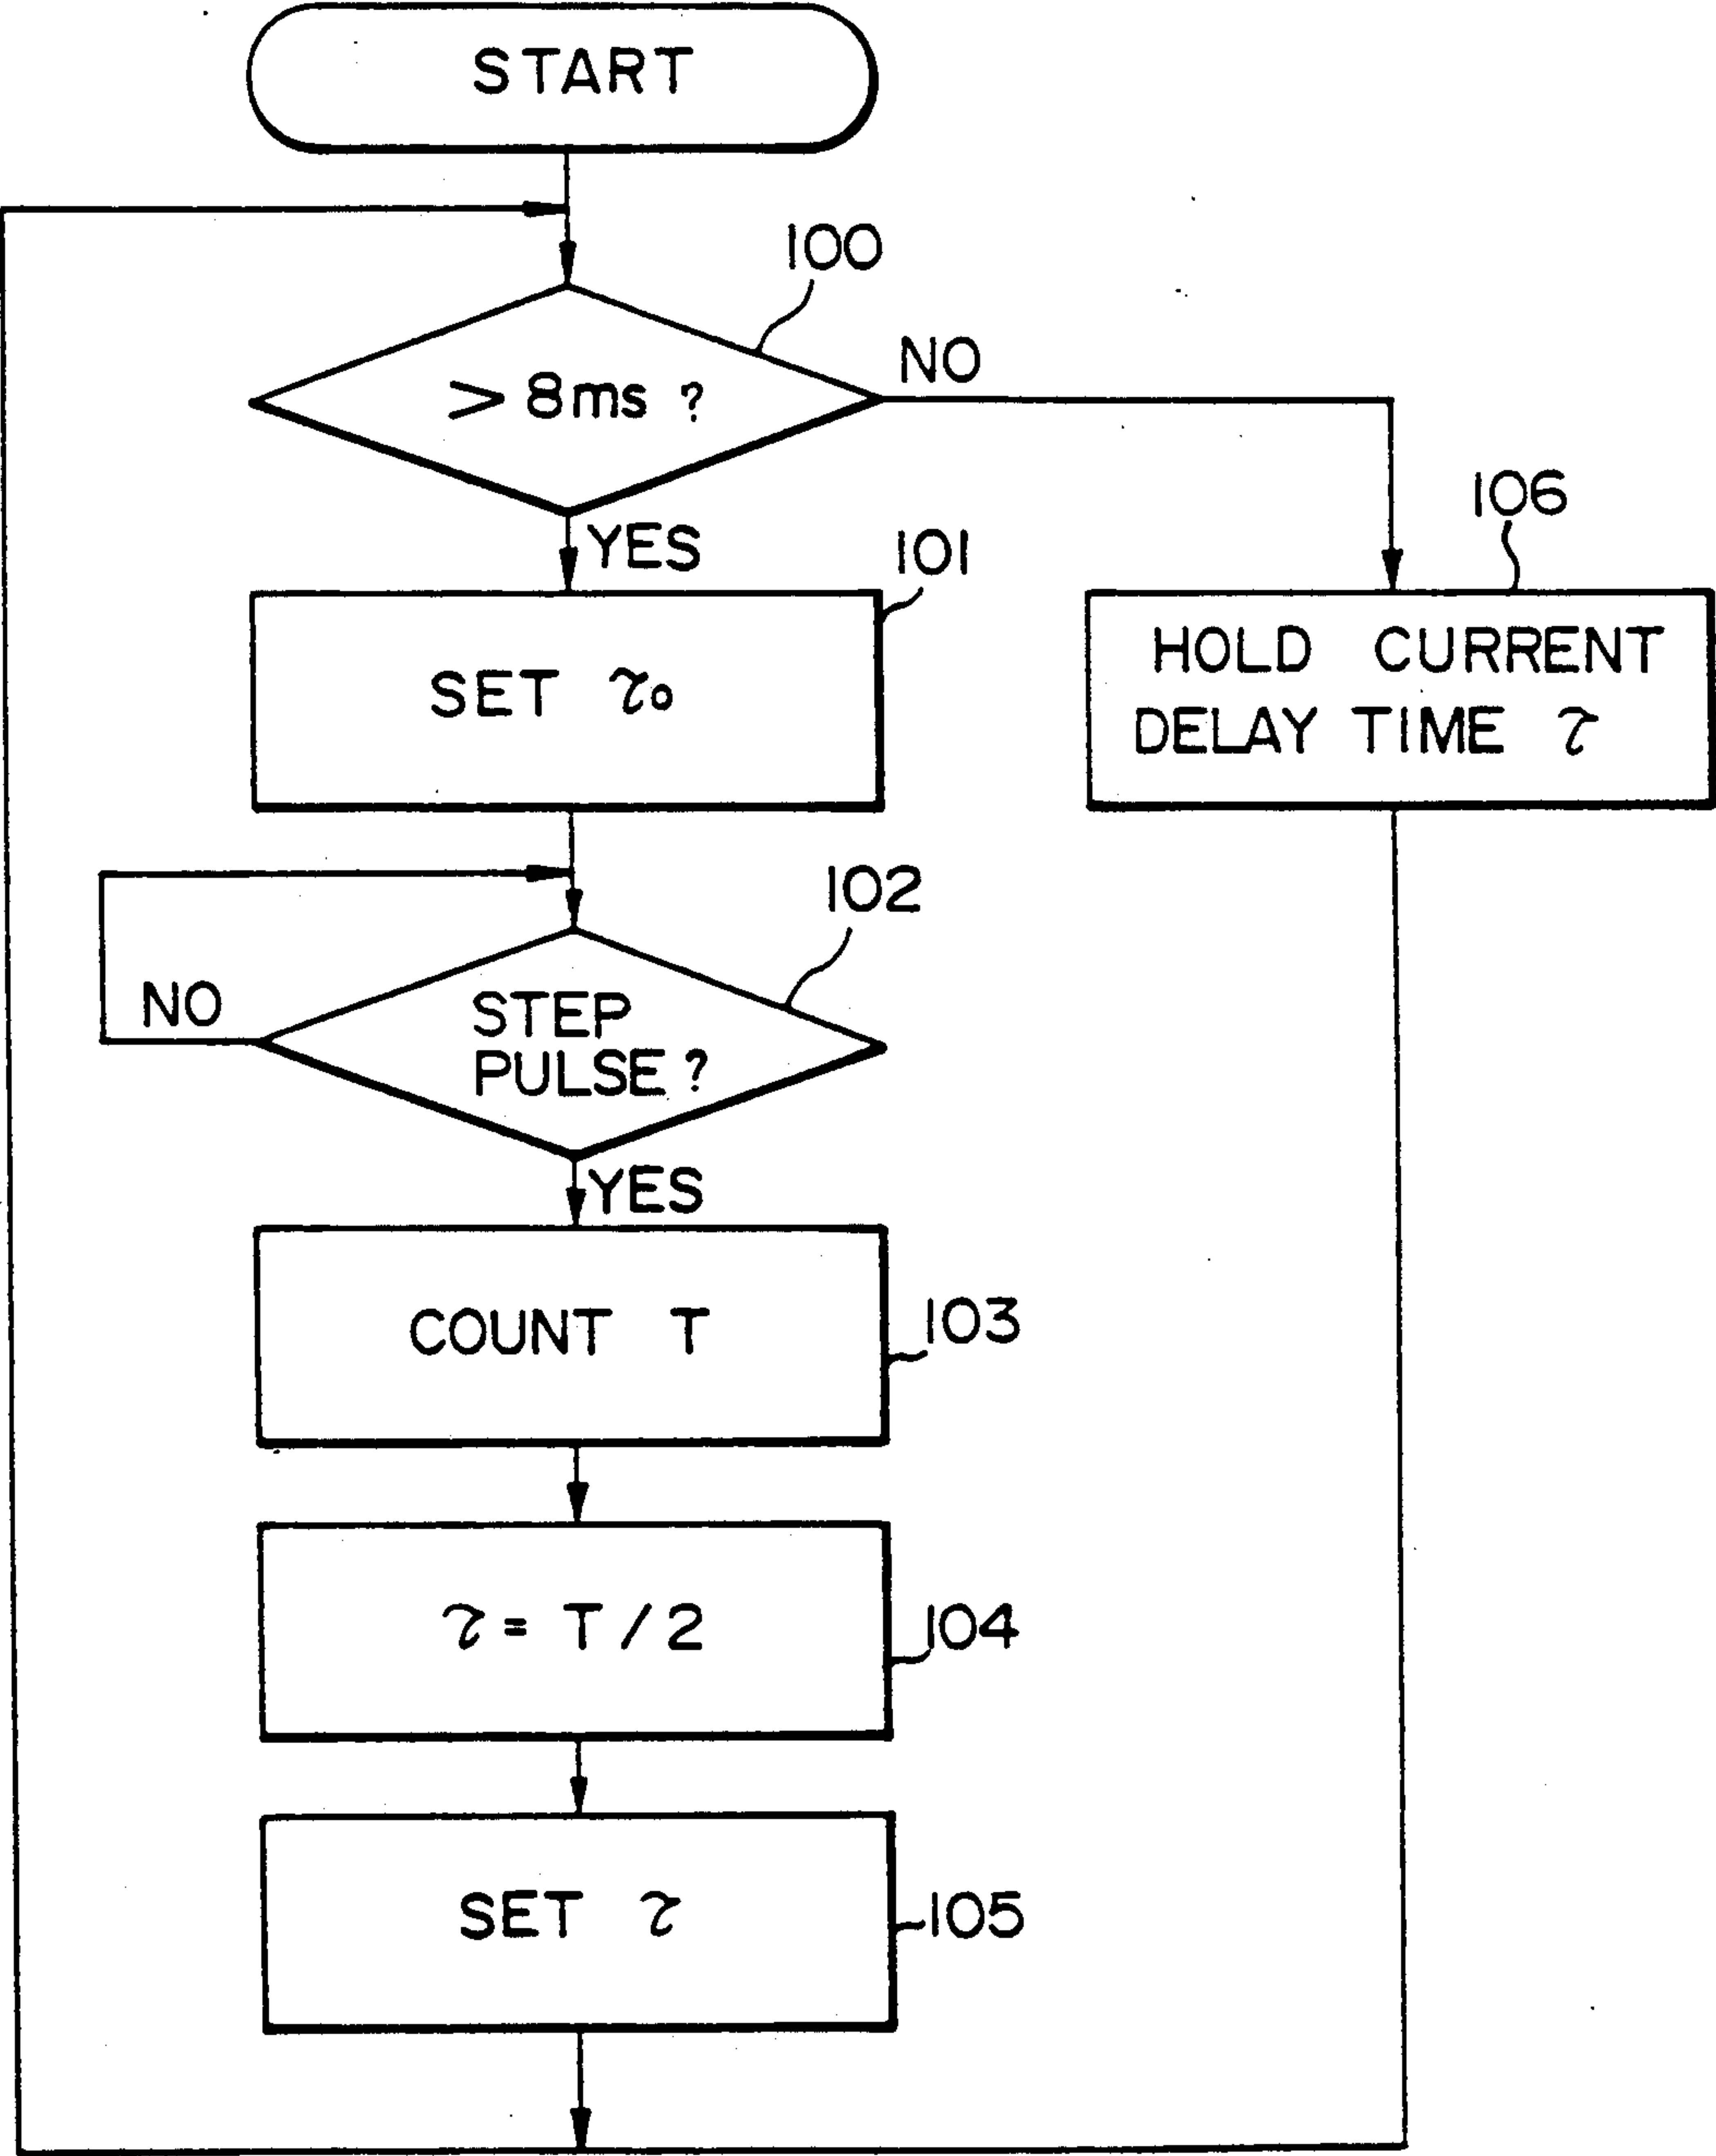 START
100
> 8ms ?
NO
YES
101
SET τ0
106
HOLD CURRENT
DELAY TIME τ
102
NO
STEP
PULSE ?
YES
COUNT T
103
τ = T / 2
104
SET τ
105